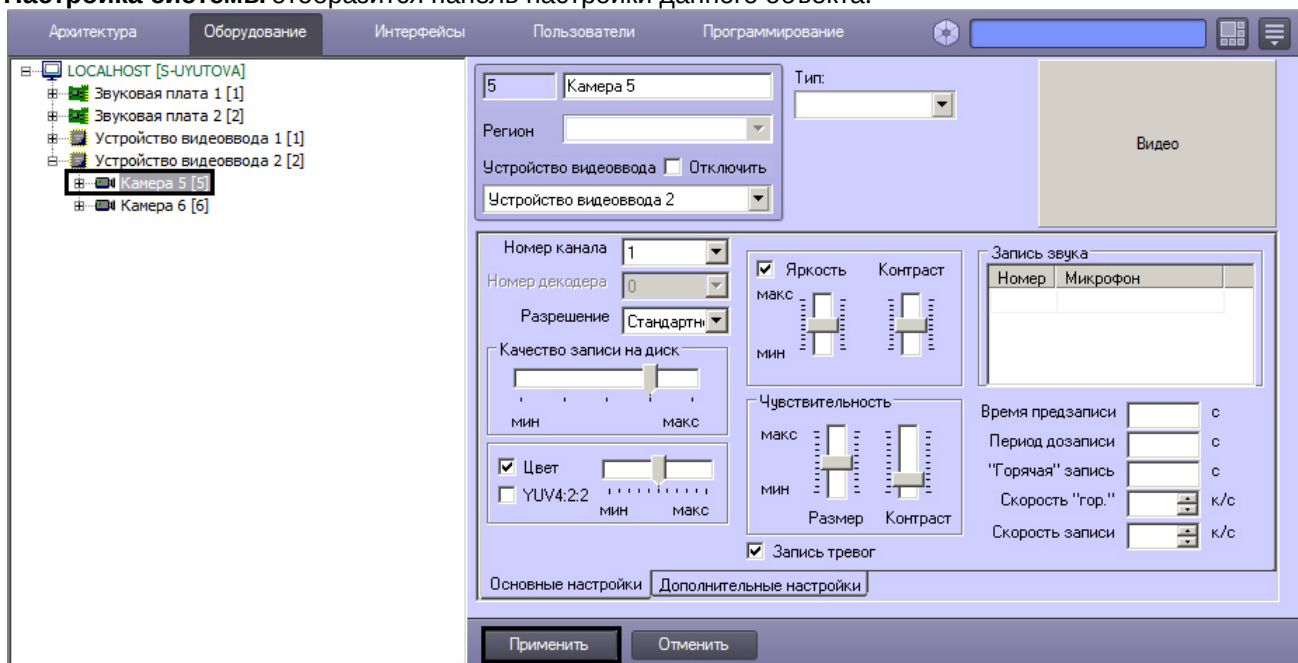 Настройка системы отобразится панель настройки данного объекта.
Архитектура Оборудование Интерфейсы Пользователи Программирование
LOCALHOST [S-UYUTOVA]
Звуковая плата 1 [1]
Звуковая плата 2 [2]
Устройство видеоввода 1 [1]
Устройство видеоввода 2 [2]
Камера 5 [5]
Камера 6 [6]
5 Камера 5
Тип:
Регион
Устройство видеоввода Отключить
Устройство видеоввода 2
Видео
Номер канала 1
Номер декодера 0
Разрешение Стандартн
Качество записи на диск
мин макс
Цвет
YUV4:2:2
мин макс
Яркость Контраст
макс
мин
Чувствительность
макс
мин
Размер Контраст
Запись тревог
Запись звука
Номер Микрофон
Время предзаписи с
Период дозаписи с
"Горячая" запись с
Скорость "гор." к/с
Скорость записи к/с
Основные настройки Дополнительные настройки
Применить Отменить